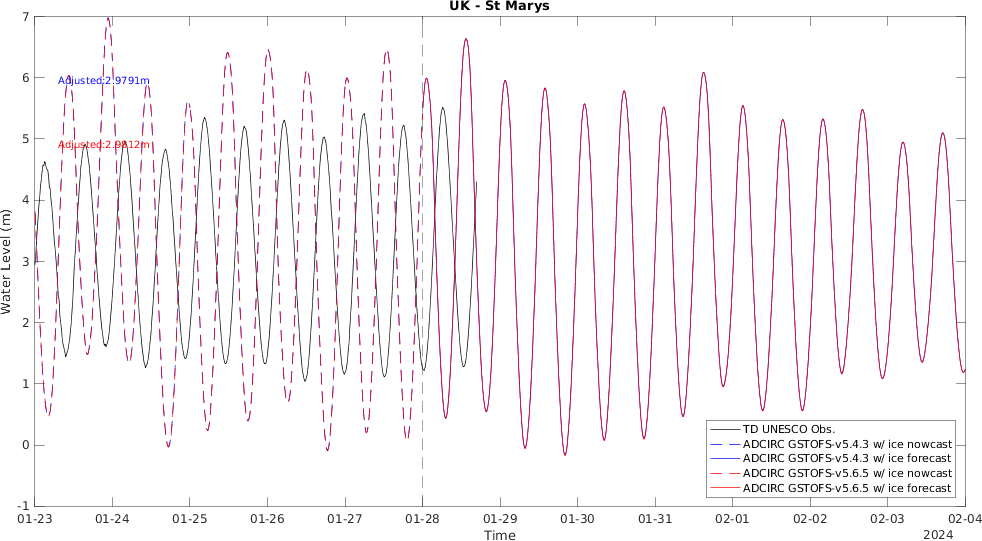 UK - St Marys
7
6
5
4
3
2
1
0
-1
Water Level (m)
Adjusted:2.9791m
Adjusted:2.9812m
TD UNESCO Obs.
ADCIRC GSTOFS-v5.4.3 w/ ice nowcast
ADCIRC GSTOFS-v5.4.3 w/ ice forecast
ADCIRC GSTOFS-v5.6.5 w/ ice nowcast
ADCIRC GSTOFS-v5.6.5 w/ ice forecast
01-23 01-24 01-25 01-26 01-27 01-28 01-29 01-30 01-31 02-01 02-02 02-03 02-04
Time 2024